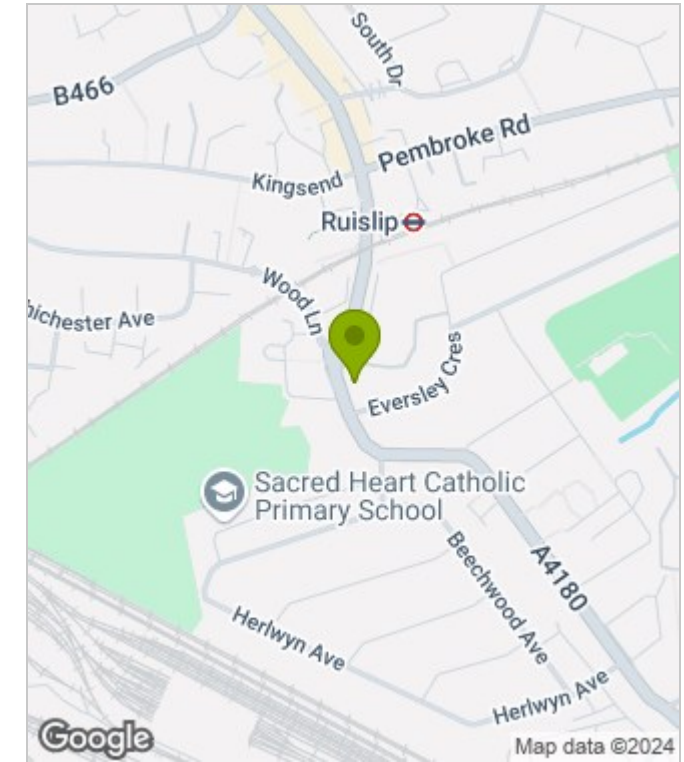 South Dr
B466
Pembroke Rd
Kingsend
Ruislip
Wood Ln
hichester Ave
Eversley Cres
Sacred Heart Catholic
Primary School
Beechwood Ave
A4180
Herlwyn Ave
Herlwyn Ave
Google
Map data ©2024